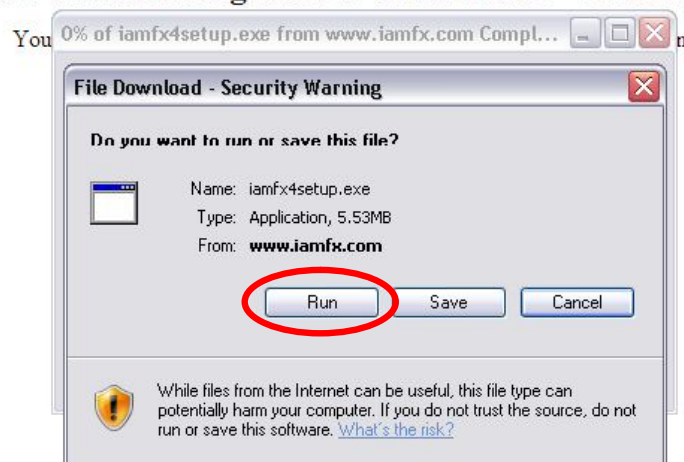 You
0% of iamfx4setup.exe from www.iamfx.com Compl...
File Download - Security Warning
Do you want to run or save this file?
Name: iamfx4setup.exe
Type: Application, 5.53MB
From: www.iamfx.com
Run Save Cancel
While files from the Internet can be useful, this file type can
potentially harm your computer. If you do not trust the source, do not
run or save this software. What's the risk?